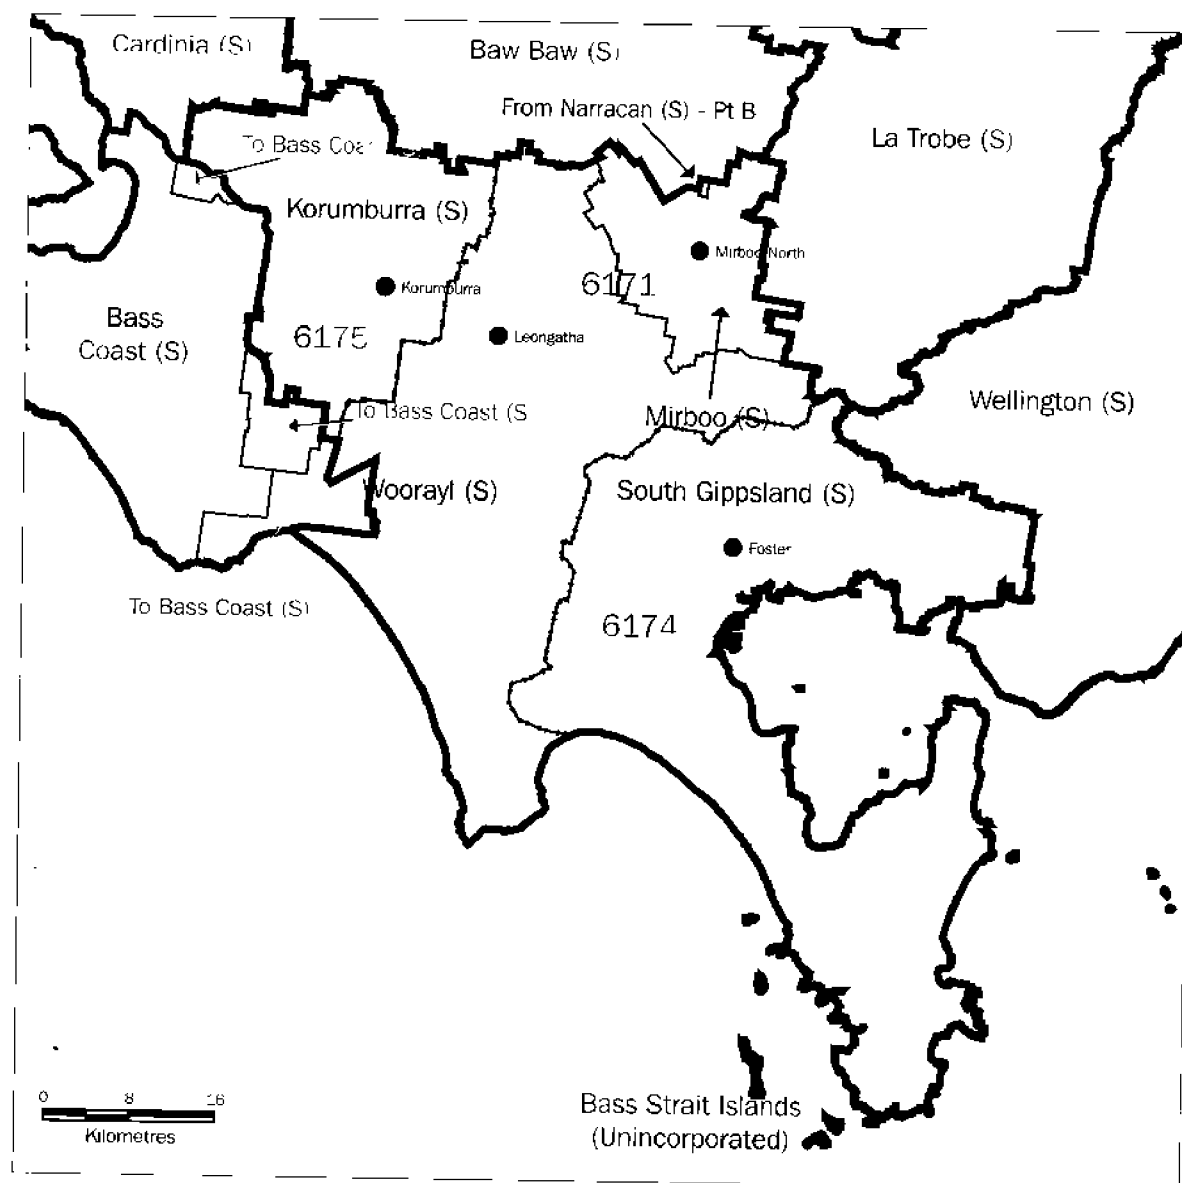 Cardinia (S)
Baw Baw (S)
From Narracan (S) - Pt B
La Trobe (S)
To Bass Coa
Korumburra (S)
Mirboo North
6171
Korumburra
Bass
Coast (S)
6175
Leongatha
Wellington (S)
To Bass Coast (S
Mirboo (S)
Woorayl (S)
South Gippsland (S)
Foster
To Bass Coast (S)
6174
0 8 16
Kilometres
Bass Strait Islands
(Unincorporated)